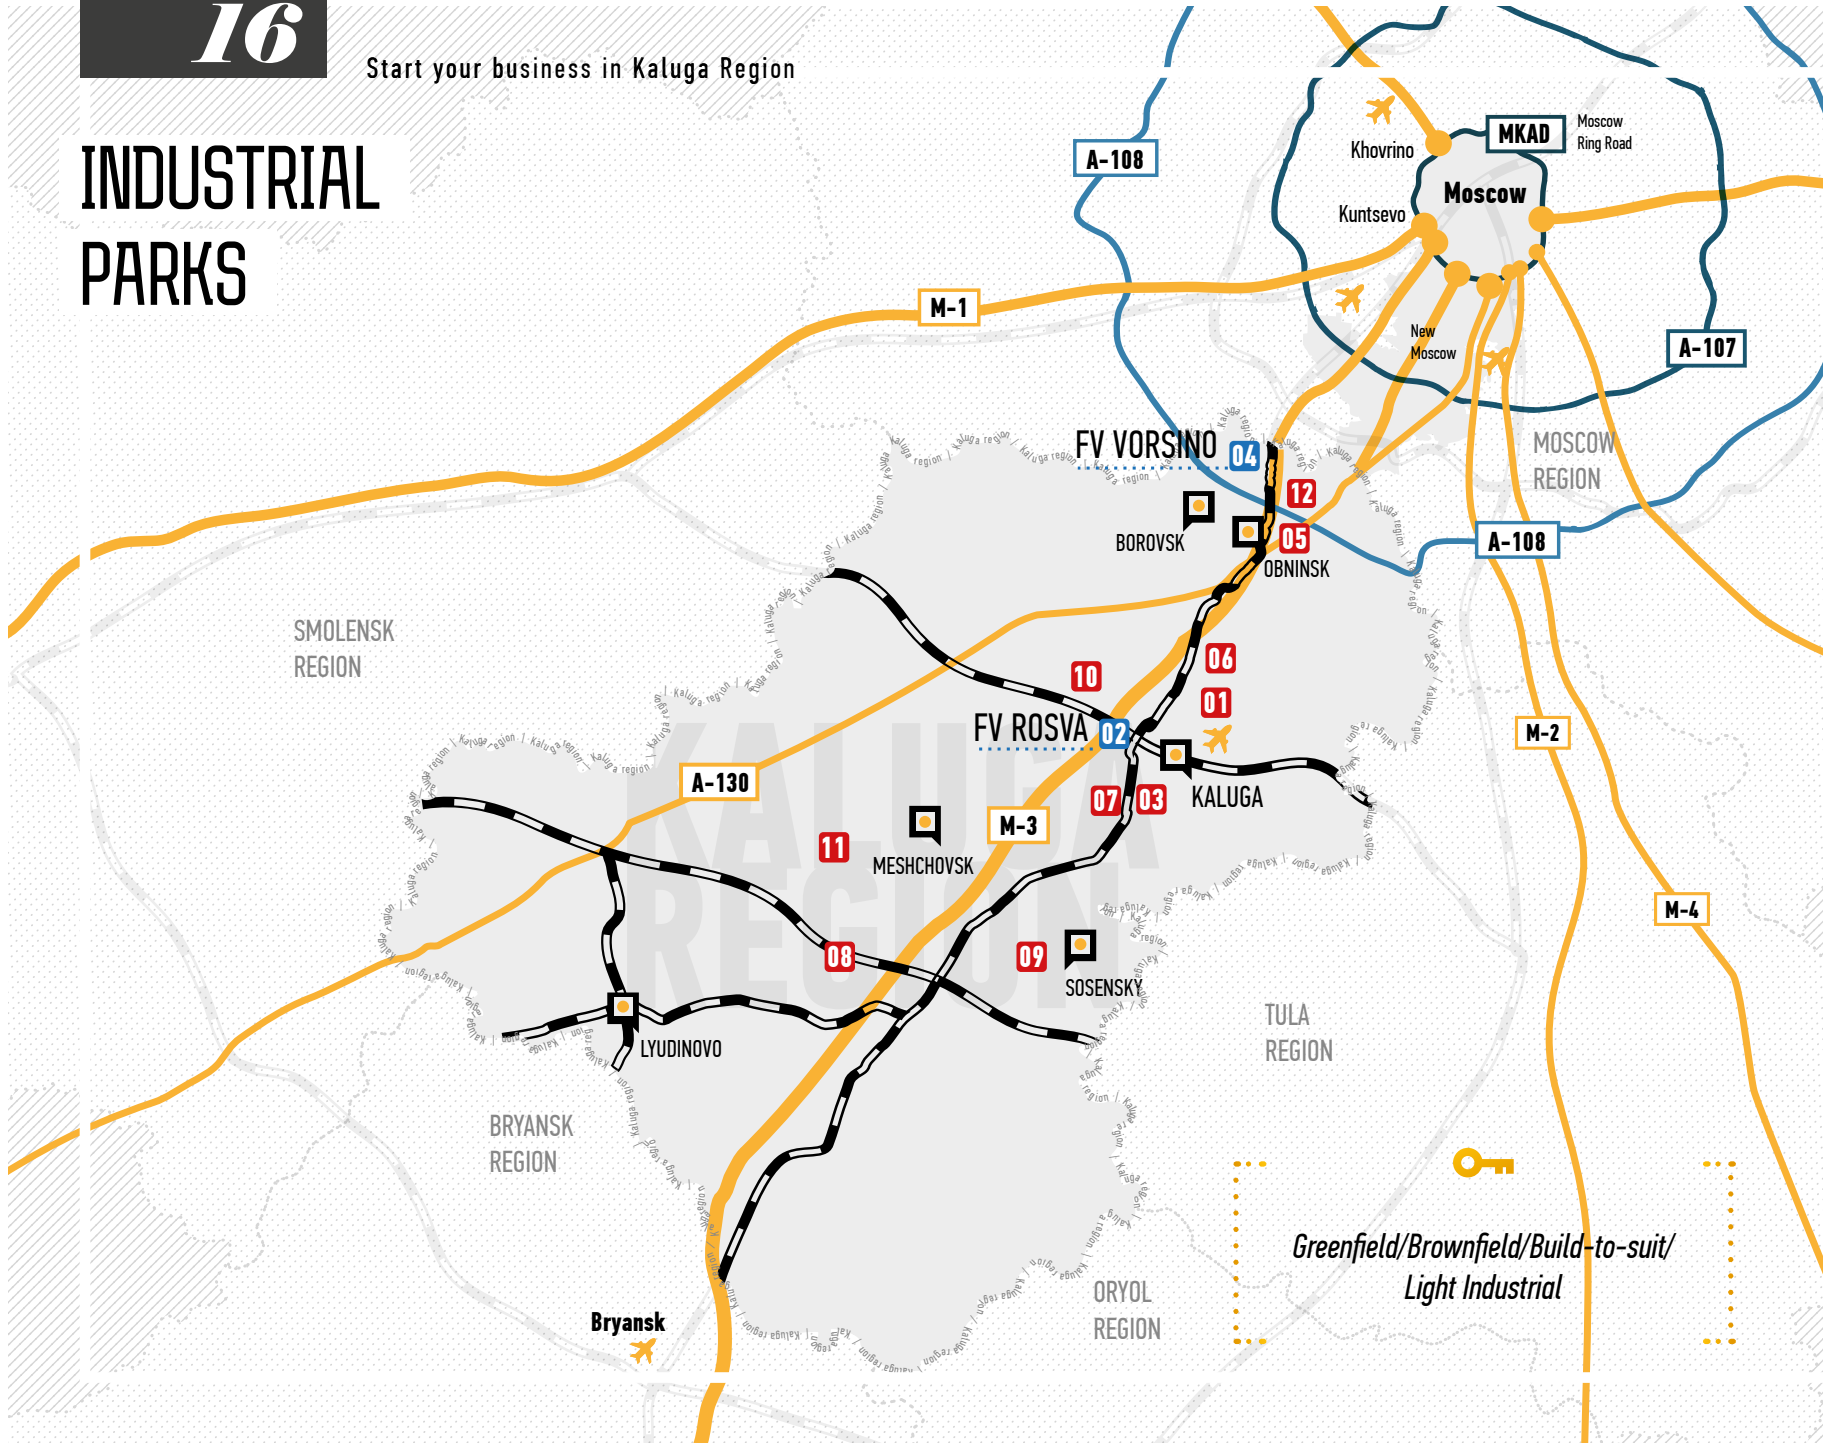 16
Start your business in Kaluga Region
INDUSTRIAL
PARKS
MKAD
Moscow
Ring Road
A-108
Khovrino
Moscow
Kuntsevo
M-1
New
Moscow
A-107
FV VORSINO
04
MOSCOW
REGION
12
BOROVSK
05
A-108
OBNINSK
SMOLENSK
REGION
06
10
01
FV ROSVA
02
M-2
KALUGA
REGION
A-130
KALUGA
07
03
M-3
11
MESHCHOVSK
M-4
08
09
SOSENSKY
TULA
REGION
LYUDINOVO
BRYANSK
REGION
Greenfield/Brownfield/Build-to-suit/
Light Industrial
ORYOL
REGION
Bryansk